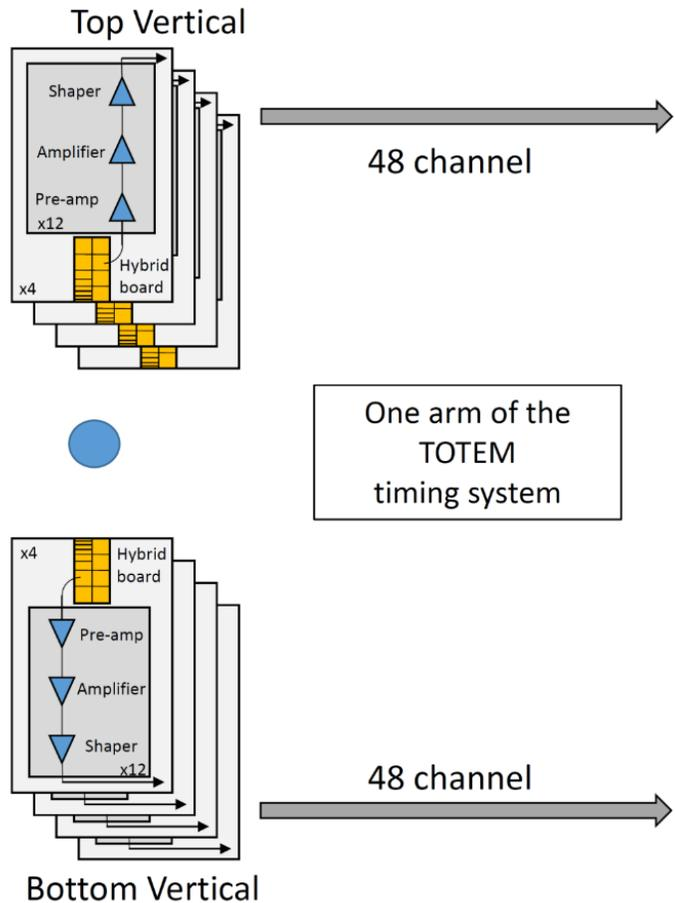 Top Vertical
Shaper
Amplifier
Pre-amp
x12
Hybrid
board
x4
48 channel
One arm of the
TOTEM
timing system
x4
Hybrid
board
Pre-amp
Amplifier
Shaper
x12
48 channel
Bottom Vertical